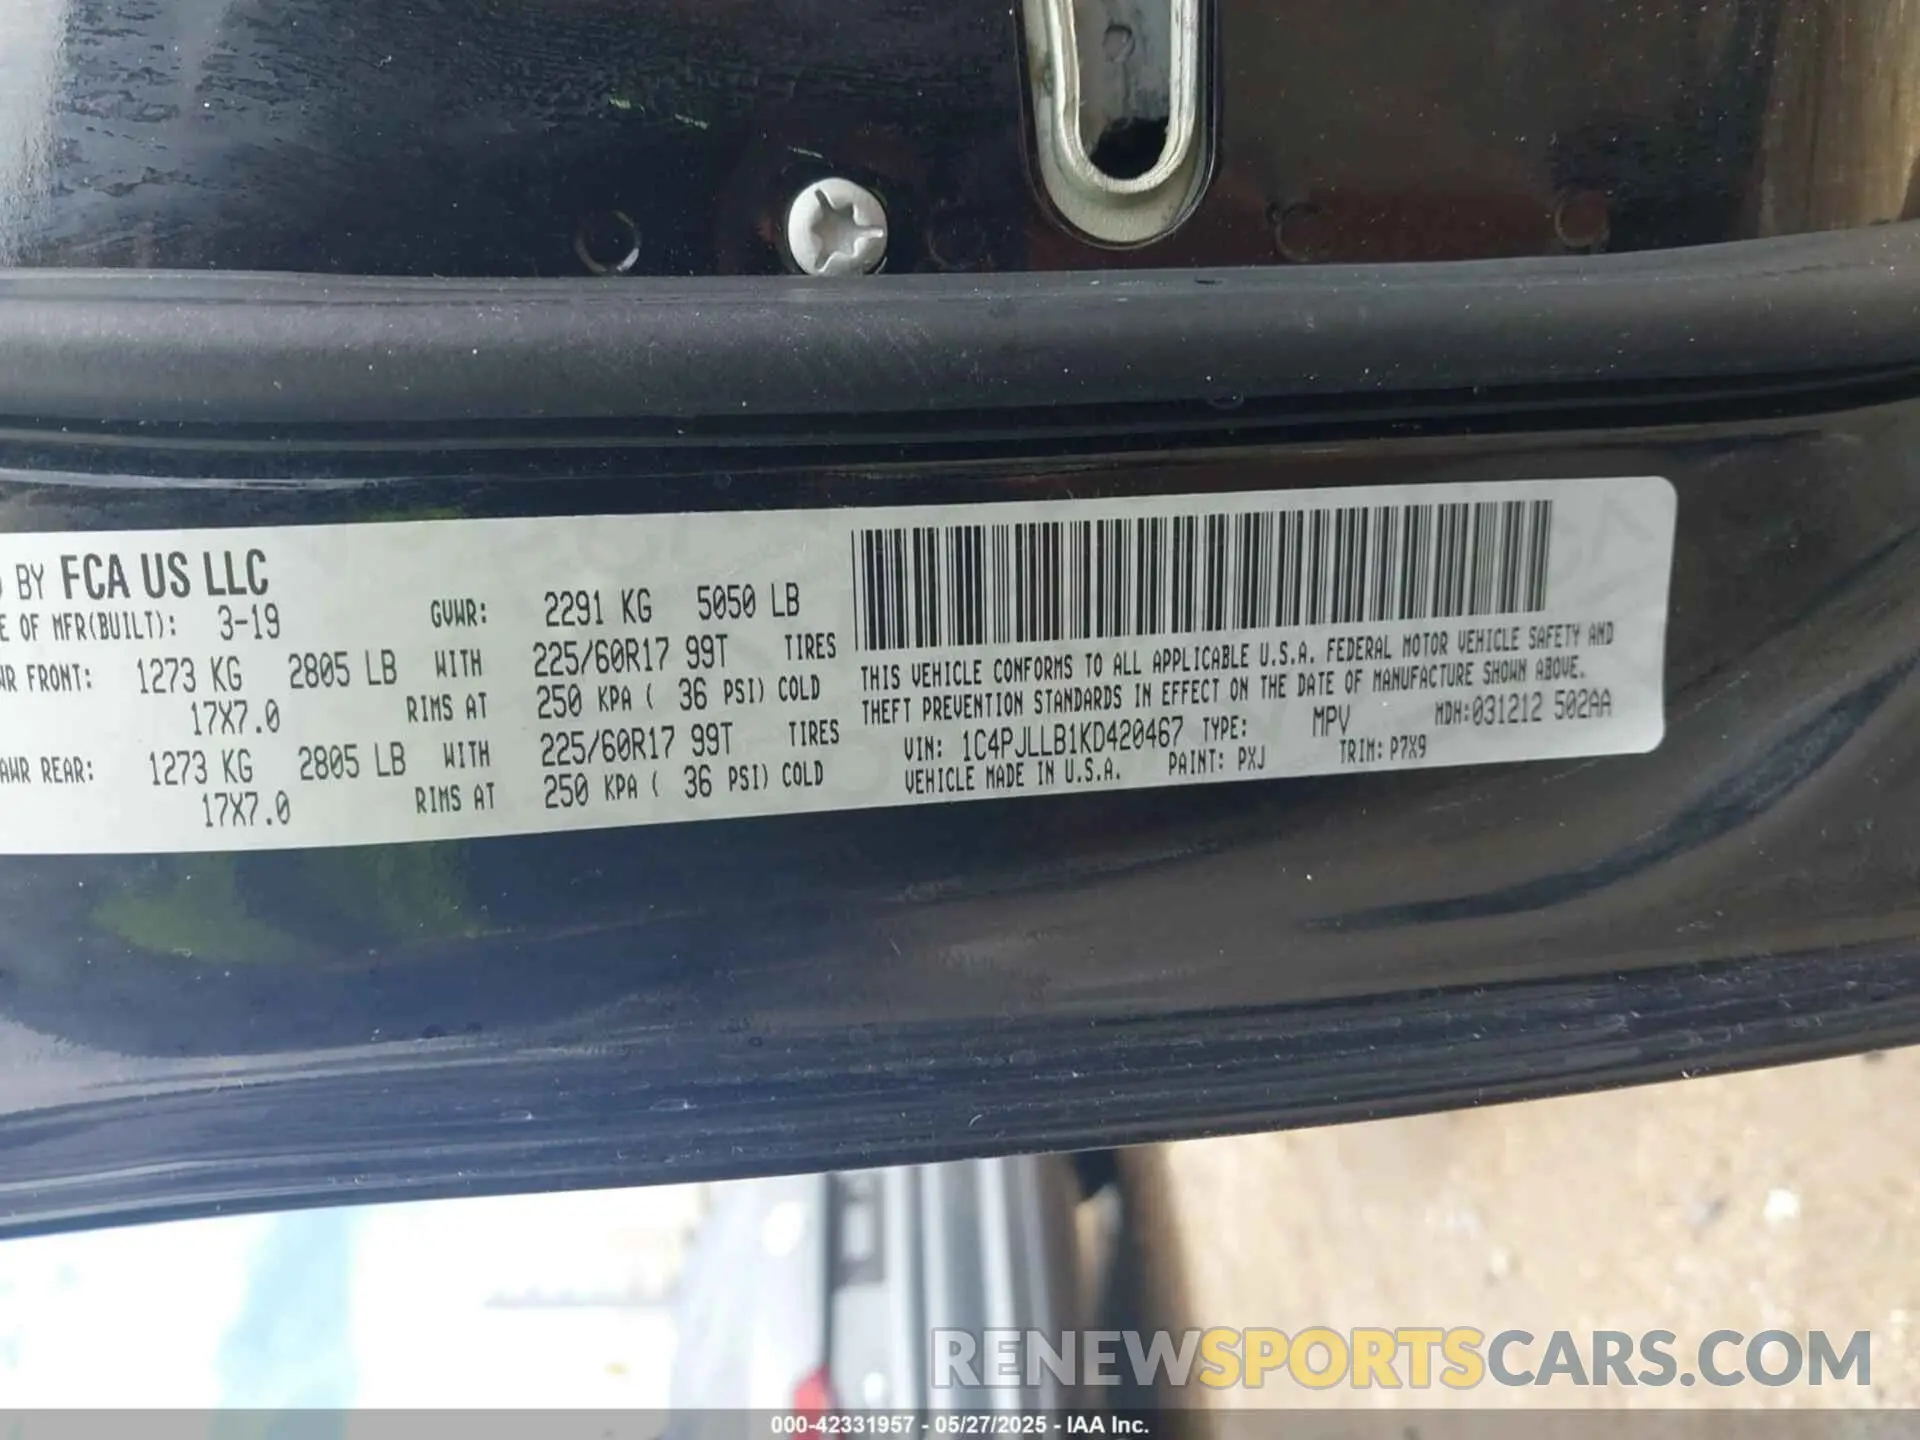 BY FCA US LLC
E OF MFR(BUILT): 3-19 GVWR: 2291 KG 5050 LB
WR FRONT: 1273 KG 2805 LB WITH 225/60R17 99T TIRES
17X7.0 RIMS AT 250 KPA ( 36 PSI) COLD
AWR REAR: 1273 KG 2805 LB WITH 225/60R17 99T TIRES
17X7.0 RIMS AT 250 KPA ( 36 PSI) COLD
THIS VEHICLE CONFORMS TO ALL APPLICABLE U.S.A. FEDERAL MOTOR VEHICLE SAFETY AND
THEFT PREVENTION STANDARDS IN EFFECT ON THE DATE OF MANUFACTURE SHOWN ABOVE.
VIN: 1C4PJLLB1KD420467 TYPE: MPV MDH:031212 502AA
VEHICLE MADE IN U.S.A. PAINT: PXJ TRIM: P7X9
RENEWSPORTSCARS.COM
000-42331957 - 05/27/2025 - IAA Inc.